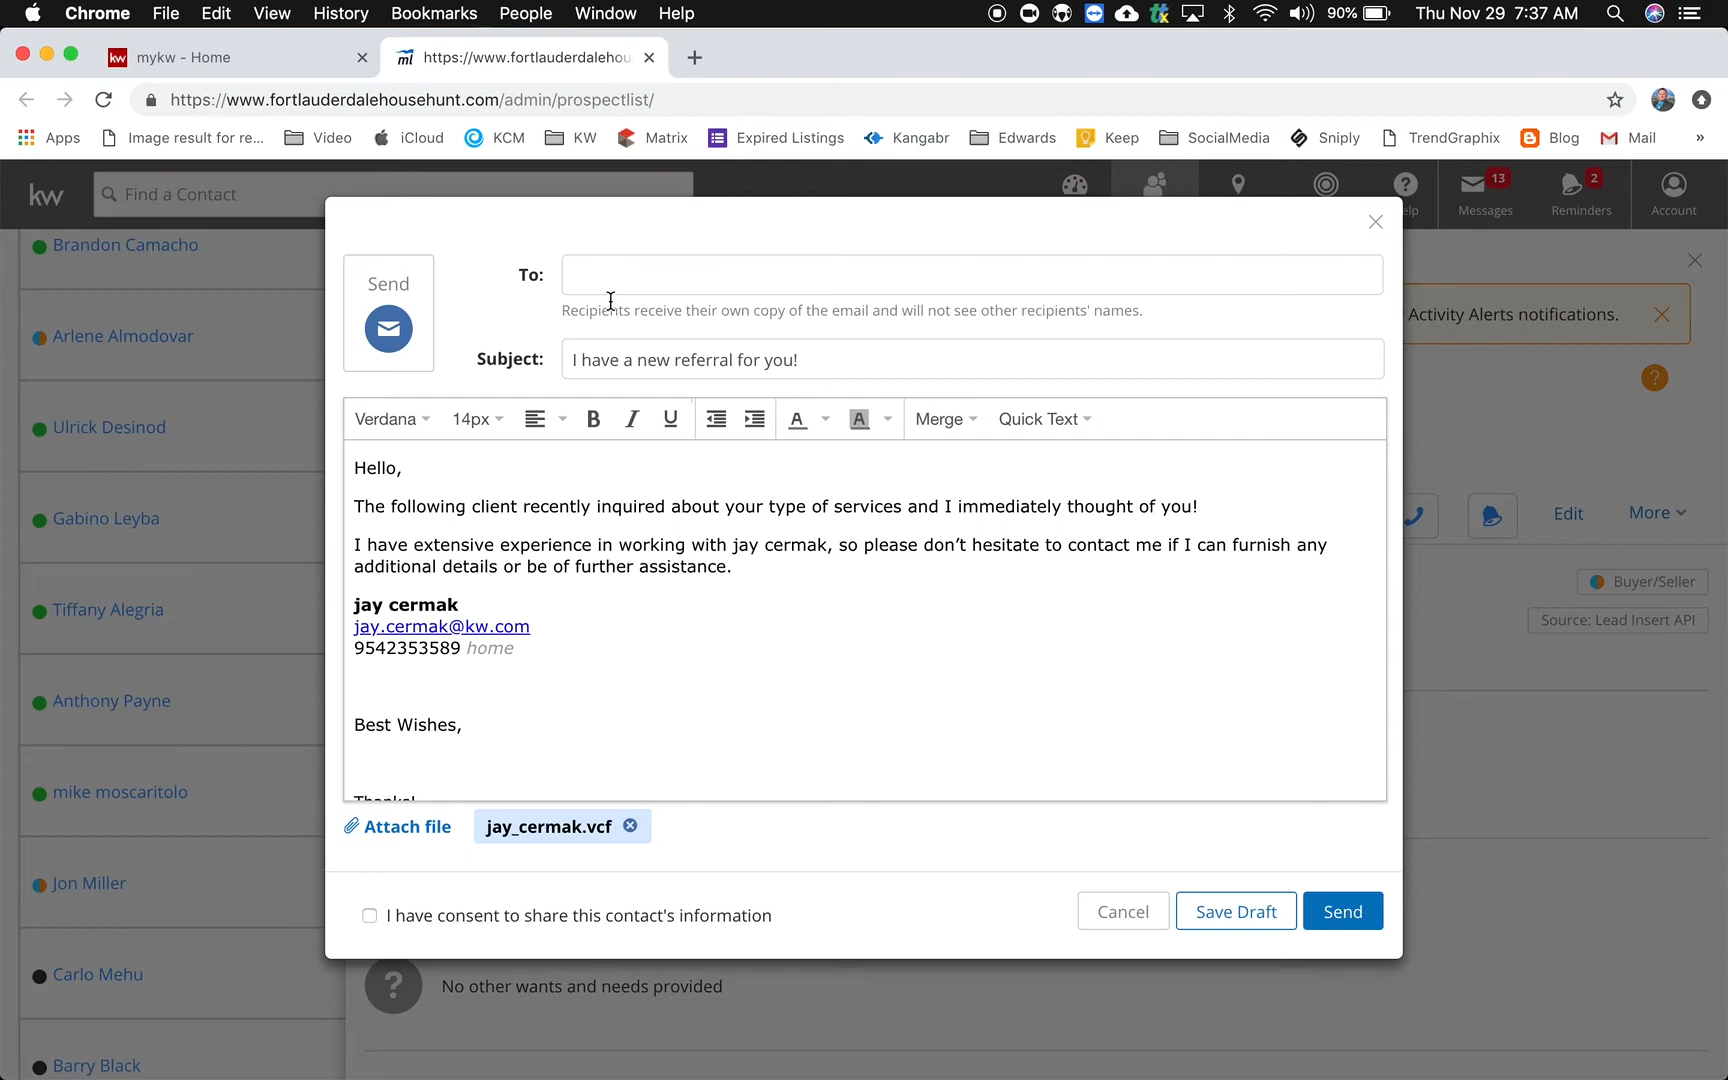 Chrome File Edit View History Bookmarks People Window Help 90% Thu Nov 29 7:37 AM
kw mykw - Home https://www.fortlauderdalehou
https://www.fortlauderdalehousehunt.com/admin/prospectlist/
Apps Image result for re... Video iCloud KCM KW Matrix Expired Listings Kangabr Edwards Keep SocialMedia Sniply TrendGraphix Blog Mail »
kw Find a Contact 13 Messages 2 Reminders Account
Brandon Camacho
Arlene Almodovar
Ulrick Desinod
Gabino Leyba
Tiffany Alegria
Anthony Payne
mike moscaritolo
Jon Miller
Carlo Mehu
Barry Black
Send
To:
Recipients receive their own copy of the email and will not see other recipients' names.
Subject: I have a new referral for you!
Verdana 14px B I U A A Merge Quick Text
Hello,
The following client recently inquired about your type of services and I immediately thought of you!
I have extensive experience in working with jay cermak, so please don’t hesitate to contact me if I can furnish any
additional details or be of further assistance.
jay cermak
jay.cermak@kw.com
9542353589 home
Best Wishes,
Attach file jay_cermak.vcf
I have consent to share this contact's information
Cancel Save Draft Send
Activity Alerts notifications.
?
Edit More
Buyer/Seller
Source: Lead Insert API
? No other wants and needs provided